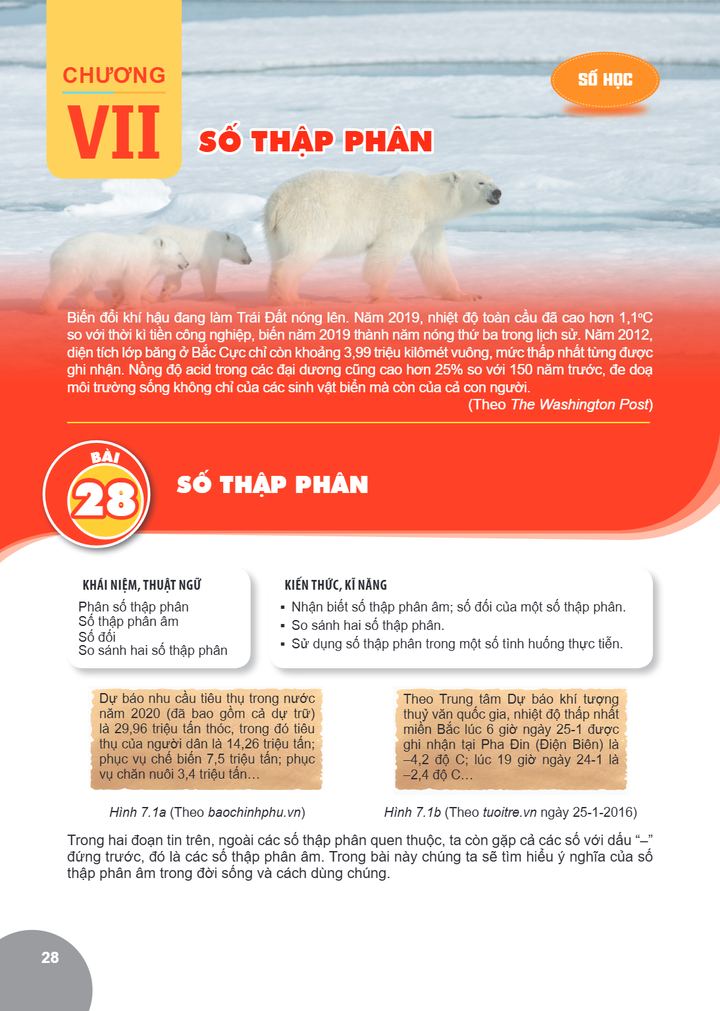 CHƯƠNG
VII
SỐ HỌC
SỐ THẬP PHÂN
Biến đổi khí hậu đang làm Trái Đất nóng lên. Năm 2019, nhiệt độ toàn cầu đã cao hơn 1,1°C
so với thời kì tiền công nghiệp, biến năm 2019 thành năm nóng thứ ba trong lịch sử. Năm 2012,
diện tích lớp băng ở Bắc Cực chỉ còn khoảng 3,99 triệu kilômét vuông, mức thấp nhất từng được
ghi nhận. Nồng độ acid trong các đại dương cũng cao hơn 25% so với 150 năm trước, đe doạ
môi trường sống không chỉ của các sinh vật biển mà còn của cả con người.
(Theo The Washington Post)
BÀI
28
SỐ THẬP PHÂN
KHÁI NIỆM, THUẬT NGỮ
Phân số thập phân
Số thập phân âm
Số đối
So sánh hai số thập phân
KIẾN THỨC, KĨ NĂNG
▪ Nhận biết số thập phân âm; số đối của một số thập phân.
▪ So sánh hai số thập phân.
▪ Sử dụng số thập phân trong một số tình huống thực tiễn.
Dự báo nhu cầu tiêu thụ trong nước
năm 2020 (đã bao gồm cả dự trữ)
là 29,96 triệu tấn thóc, trong đó tiêu
thụ của người dân là 14,26 triệu tấn;
phục vụ chế biến 7,5 triệu tấn; phục
vụ chăn nuôi 3,4 triệu tấn…
Hình 7.1a (Theo baochinhphu.vn)
Theo Trung tâm Dự báo khí tượng
thuỷ văn quốc gia, nhiệt độ thấp nhất
miền Bắc lúc 6 giờ ngày 25-1 được
ghi nhận tại Pha Đin (Điện Biên) là
–4,2 độ C; lúc 19 giờ ngày 24-1 là
–2,4 độ C…
Hình 7.1b (Theo tuoitre.vn ngày 25-1-2016)
Trong hai đoạn tin trên, ngoài các số thập phân quen thuộc, ta còn gặp cả các số với dấu “–”
đứng trước, đó là các số thập phân âm. Trong bài này chúng ta sẽ tìm hiểu ý nghĩa của số
thập phân âm trong đời sống và cách dùng chúng.
28